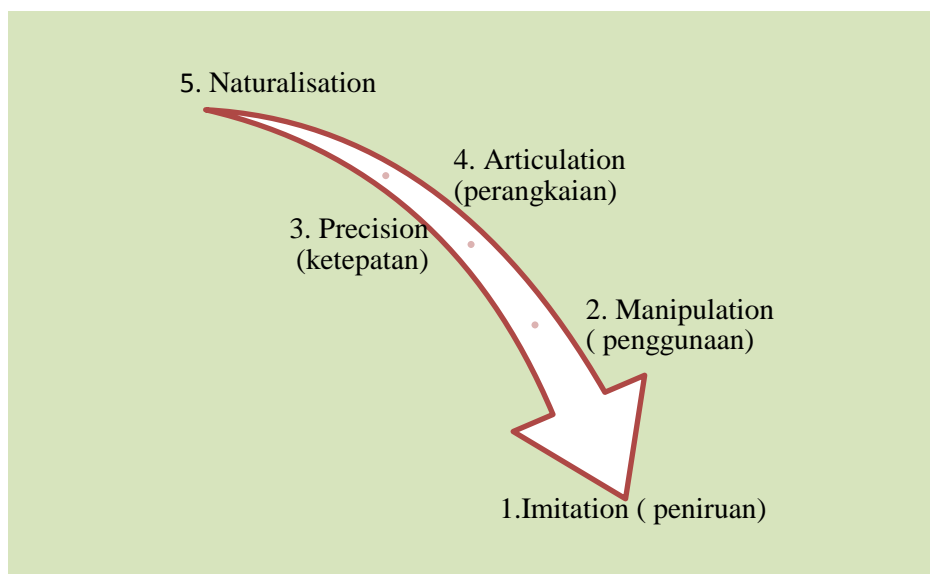 5. Naturalisation
4. Articulation
(perangkaian)
3. Precision
(ketepatan)
2. Manipulation
( penggunaan)
1.Imitation ( peniruan)